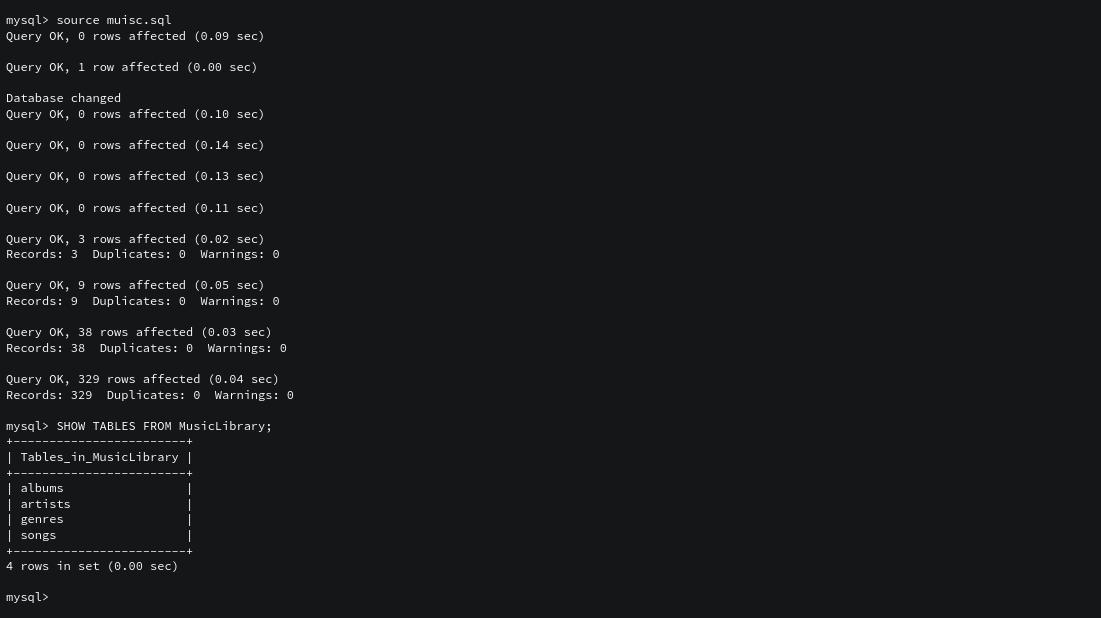 mysql> source muisc.sql
Query OK, 0 rows affected (0.09 sec)

Query OK, 1 row affected (0.00 sec)

Database changed
Query OK, 0 rows affected (0.10 sec)

Query OK, 0 rows affected (0.14 sec)

Query OK, 0 rows affected (0.13 sec)

Query OK, 0 rows affected (0.11 sec)

Query OK, 3 rows affected (0.02 sec)
Records: 3  Duplicates: 0  Warnings: 0

Query OK, 9 rows affected (0.05 sec)
Records: 9  Duplicates: 0  Warnings: 0

Query OK, 38 rows affected (0.03 sec)
Records: 38  Duplicates: 0  Warnings: 0

Query OK, 329 rows affected (0.04 sec)
Records: 329  Duplicates: 0  Warnings: 0

mysql> SHOW TABLES FROM MusicLibrary;
+------------------------+
| Tables_in_MusicLibrary |
+------------------------+
| albums                 |
| artists                |
| genres                 |
| songs                  |
+------------------------+
4 rows in set (0.00 sec)

mysql>